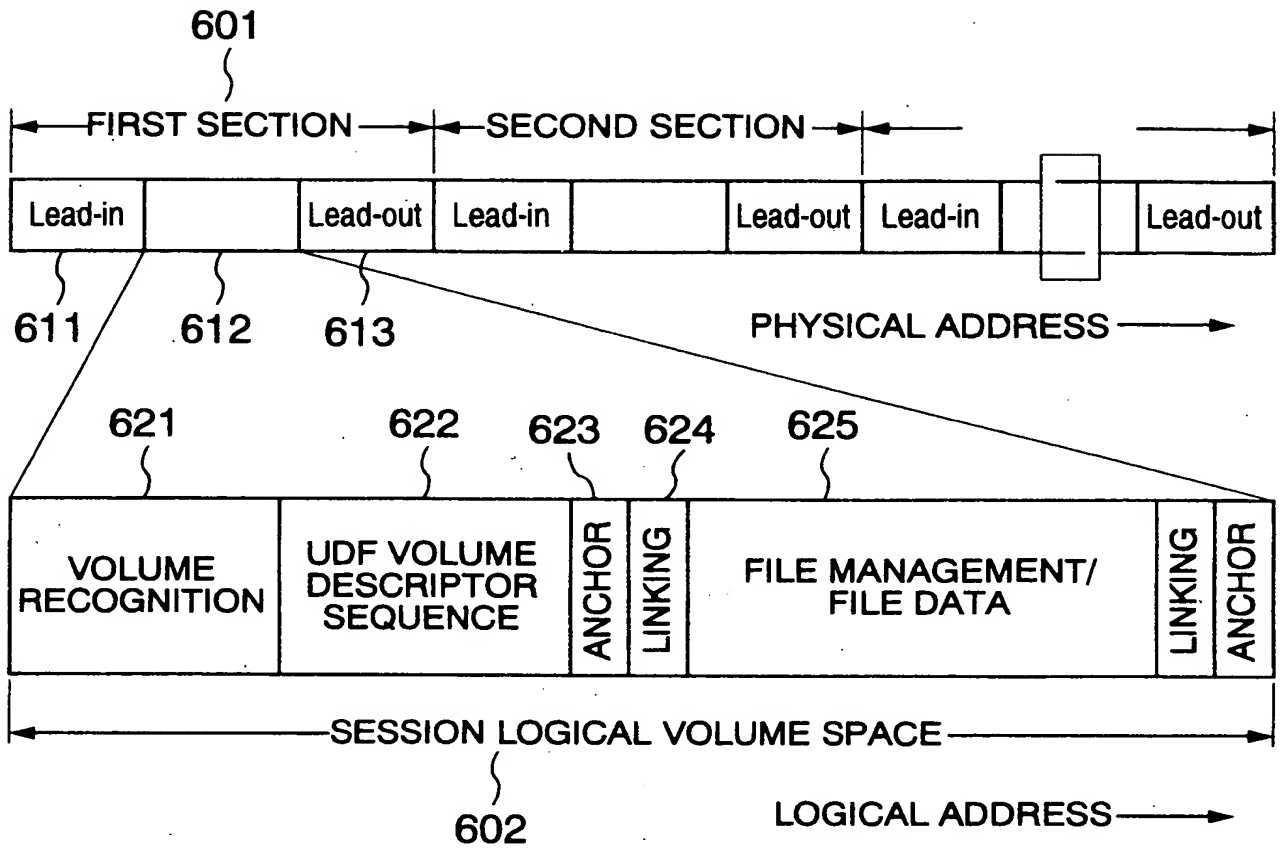 601
FIRST SECTION
SECOND SECTION
Lead-in
Lead-out
Lead-in
Lead-out
Lead-in
Lead-out
611
612
613
PHYSICAL ADDRESS
621
622
623
624
625
VOLUME
RECOGNITION
UDF VOLUME
DESCRIPTOR
SEQUENCE
ANCHOR
LINKING
FILE MANAGEMENT/
FILE DATA
LINKING
ANCHOR
SESSION LOGICAL VOLUME SPACE
602
LOGICAL ADDRESS